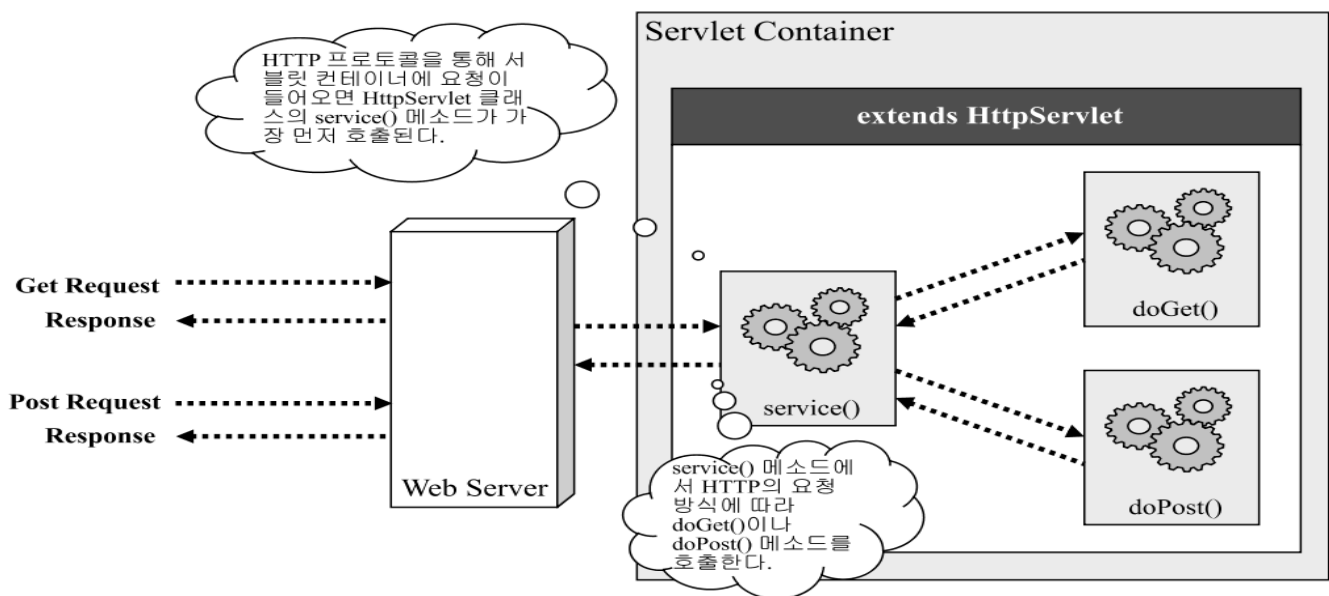 Servlet Container
HTTP 프로토콜을 통해 서
블릿 컨테이너에 요청이
들어오면 HttpServlet 클래
스의 service() 메소드가 가
장 먼저 호출된다.
extends HttpServlet
Get Request
Response
Post Request
Response
Web Server
service()
doGet()
doPost()
service() 메소드에
서 HTTP의 요청
방식에 따라
doGet()이나
doPost() 메소드를
호출한다.